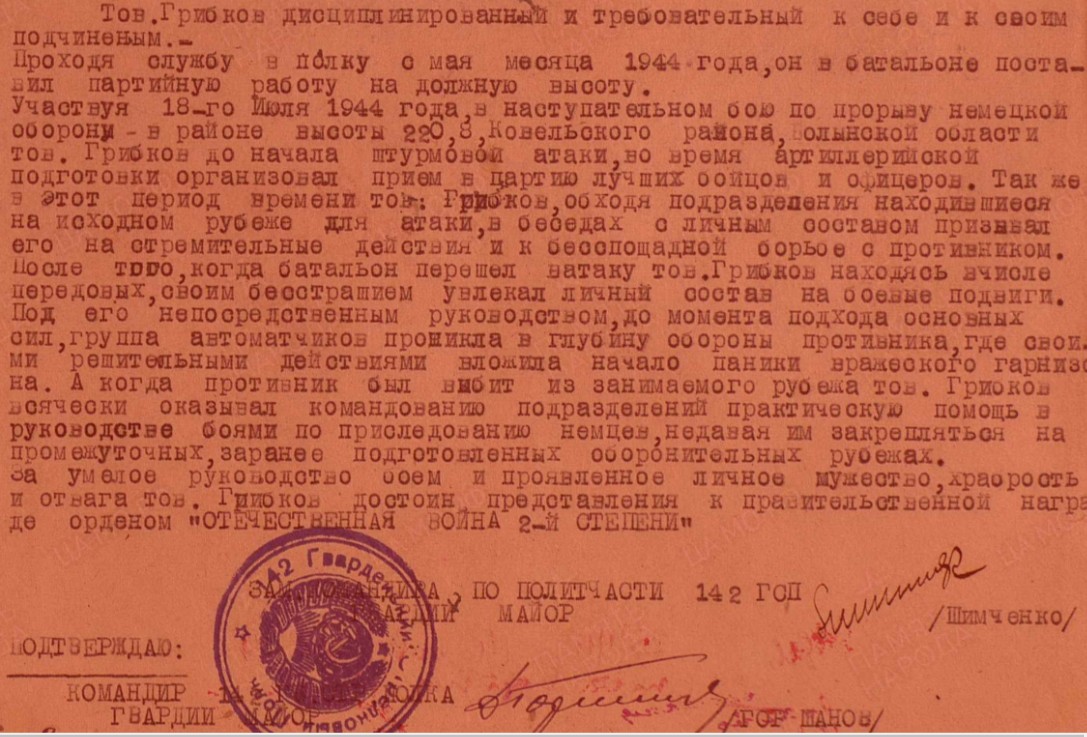 Тов.Грибков дисциплинированный и требовательный к себе и к своим
подчиненым.-
Проходя службу в полку с мая месяца 1944 года,он в батальоне поста-
вил партийную работу на должную высоту.
Участвуя 18-го Июля 1944 года,в наступательном бою по прорыву немецкой
обороны - в районе высоты 220,8,Ковельского района,Волынской области
тов. Грибков до начала штурмовой атаки,во время артиллерийской
подготовки организовал прием в партию лучших бойцов и офицеров. Так же
в этот период времени тов. Грибков,обходя подразделения находившиеся
на исходном рубеже для атаки,в беседах с личным составом призывал
его на стремительные действия и к бесспощадной борьбе с противником.
После того,когда батальон перешел ватаку тов.Грибков находясь вчисле
передовых,своим бесстрашием увлекал личный состав на боевые подвиги.
Под его непосредственным руководством,до момента подхода основных
сил,группа автоматчиков проникла в глубину обороны противника,где свои-
ми решительными действиями вложила начало паники вражеского гарнизо
на. А когда противник был выбит из занимаемого рубежа тов. Грибков
всячески оказывал командованию подразделений практическую помощь в
руководстве боями по приследованию немцев,недавая им закрепляться на
промежуточных,заранее подготовленных оборонительных рубежах.
За умелое руководство боем и проявленное личное мужество,храбрость
и отвага тов. Грибков достоин представления к правительственной награ
де орденом "ОТЕЧЕСТВЕННАЯ ВОЙНА 2-й СТЕПЕНИ"
142 Гвардейский
ЗАМ.КОМАНДИРА ПО ПОЛИТЧАСТИ 142 ГСП
ГВАРДИИ МАЙОР
/Шимченко/
ПОДТВЕРЖДАЮ:
КОМАНДИР ПОЛКА
ГВАРДИИ МАЙОР
/ГОРШАНОВ/